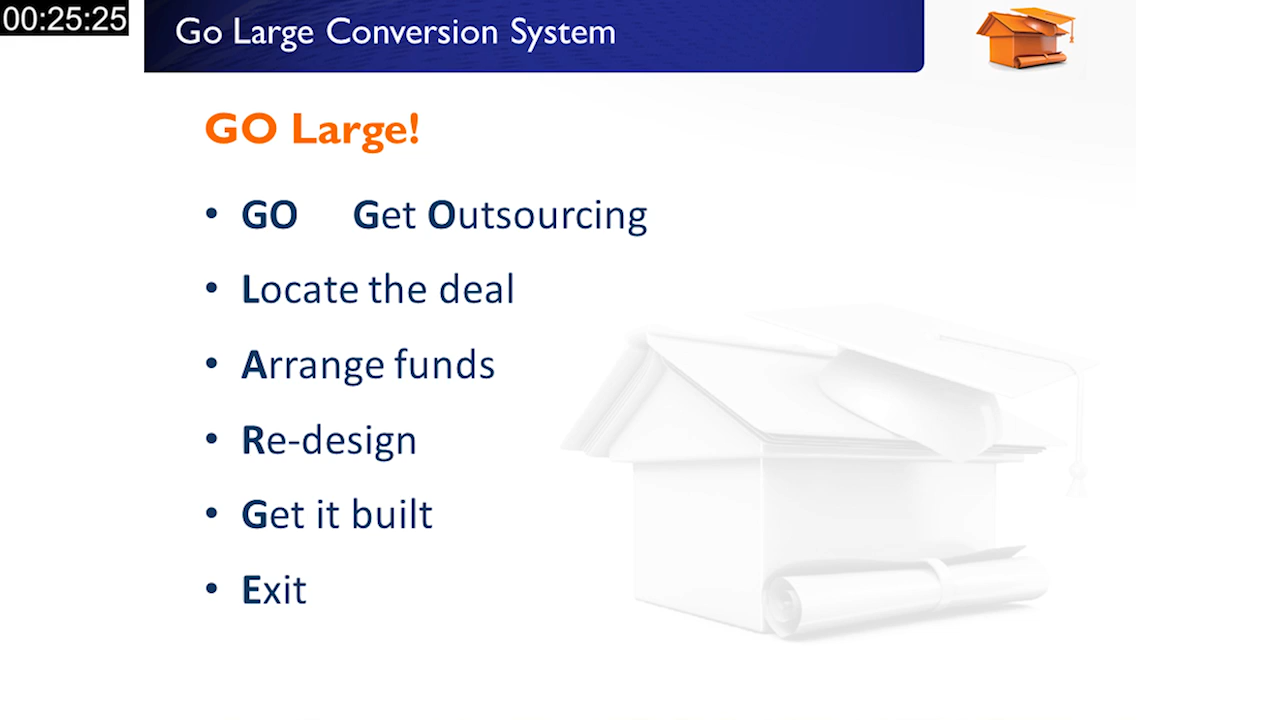 00:25:25
Go Large Conversion System
GO Large!
• GO Get Outsourcing
• Locate the deal
• Arrange funds
• Re-design
• Get it built
• Exit